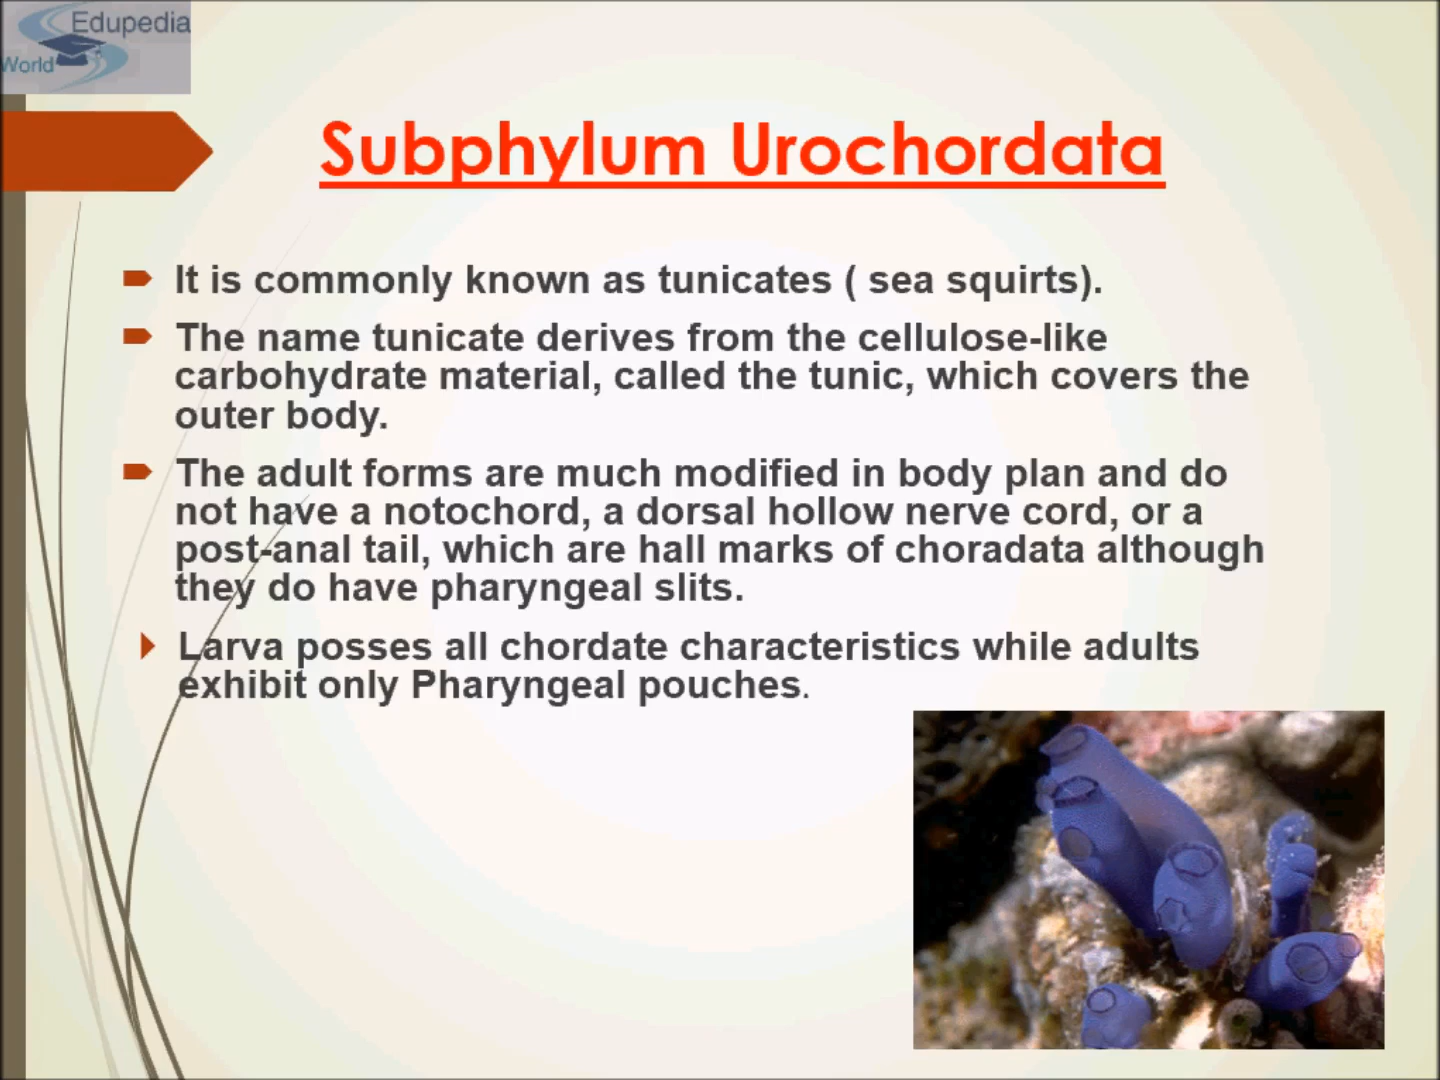 Edupedia
World
Subphylum Urochordata
It is commonly known as tunicates ( sea squirts).
The name tunicate derives from the cellulose-like
carbohydrate material, called the tunic, which covers the
outer body.
The adult forms are much modified in body plan and do
not have a notochord, a dorsal hollow nerve cord, or a
post-anal tail, which are hall marks of choradata although
they do have pharyngeal slits.
Larva posses all chordate characteristics while adults
exhibit only Pharyngeal pouches.